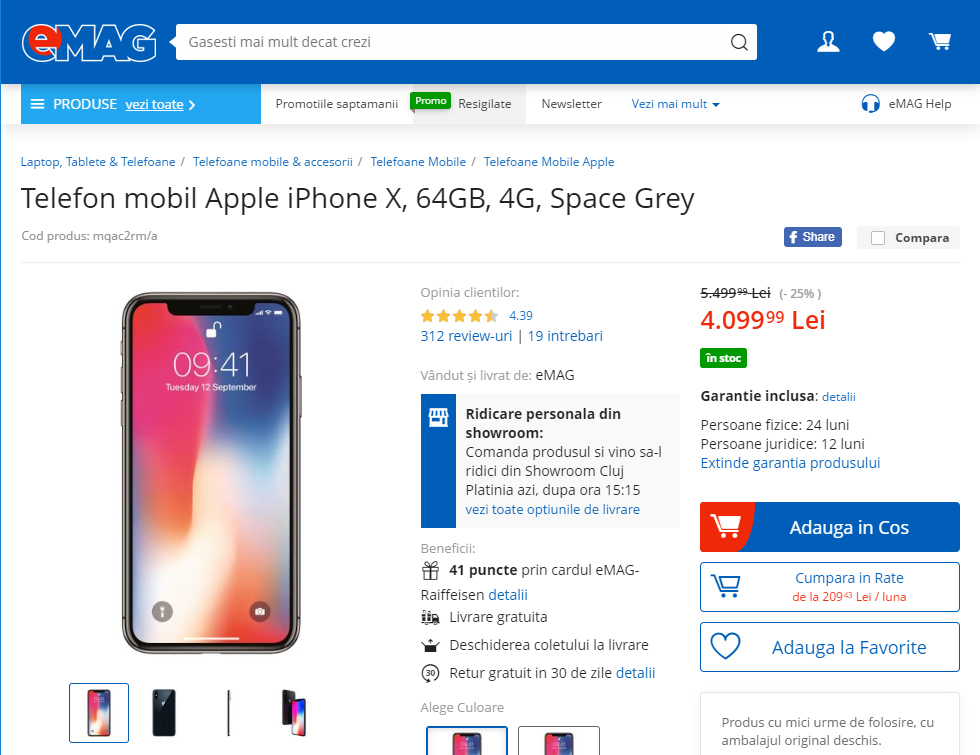 eMAG
Gasesti mai mult decat crezi
PRODUSE vezi toate
Promotiile saptamanii
Promo
Resigilate
Newsletter
Vezi mai mult
eMAG Help
Laptop, Tablete & Telefoane / Telefoane mobile & accesorii / Telefoane Mobile / Telefoane Mobile Apple
Telefon mobil Apple iPhone X, 64GB, 4G, Space Grey
Cod produs: mqac2rm/a
f Share
Compara
09:41
Tuesday 12 September
Opinia clientilor:
4.39
312 review-uri | 19 intrebari
Vândut și livrat de: eMAG
Ridicare personala din
showroom:
Comanda produsul si vino sa-l
ridici din Showroom Cluj
Platinia azi, dupa ora 15:15
vezi toate optiunile de livrare
Beneficii:
41 puncte prin cardul eMAG-
Raiffeisen detalii
Livrare gratuita
Deschiderea coletului la livrare
30 Retur gratuit in 30 de zile detalii
Alege Culoare
5.499⁹⁹ Lei (- 25% )
4.099⁹⁹ Lei
în stoc
Garantie inclusa: detalii
Persoane fizice: 24 luni
Persoane juridice: 12 luni
Extinde garantia produsului
Adauga in Cos
Cumpara in Rate
de la 209⁴³ Lei / luna
Adauga la Favorite
Produs cu mici urme de folosire, cu
ambalajul original deschis.